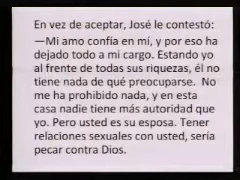 En vez de aceptar, José le contestó:
—Mi amo confía en mí, y por eso ha
dejado todo a mi cargo. Estando yo
al frente de todas sus riquezas, él no
tiene nada de qué preocuparse.  No
me ha prohibido nada, y en esta
casa nadie tiene más autoridad que
yo. Pero usted es su esposa. Tener
relaciones sexuales con usted, sería
pecar contra Dios.